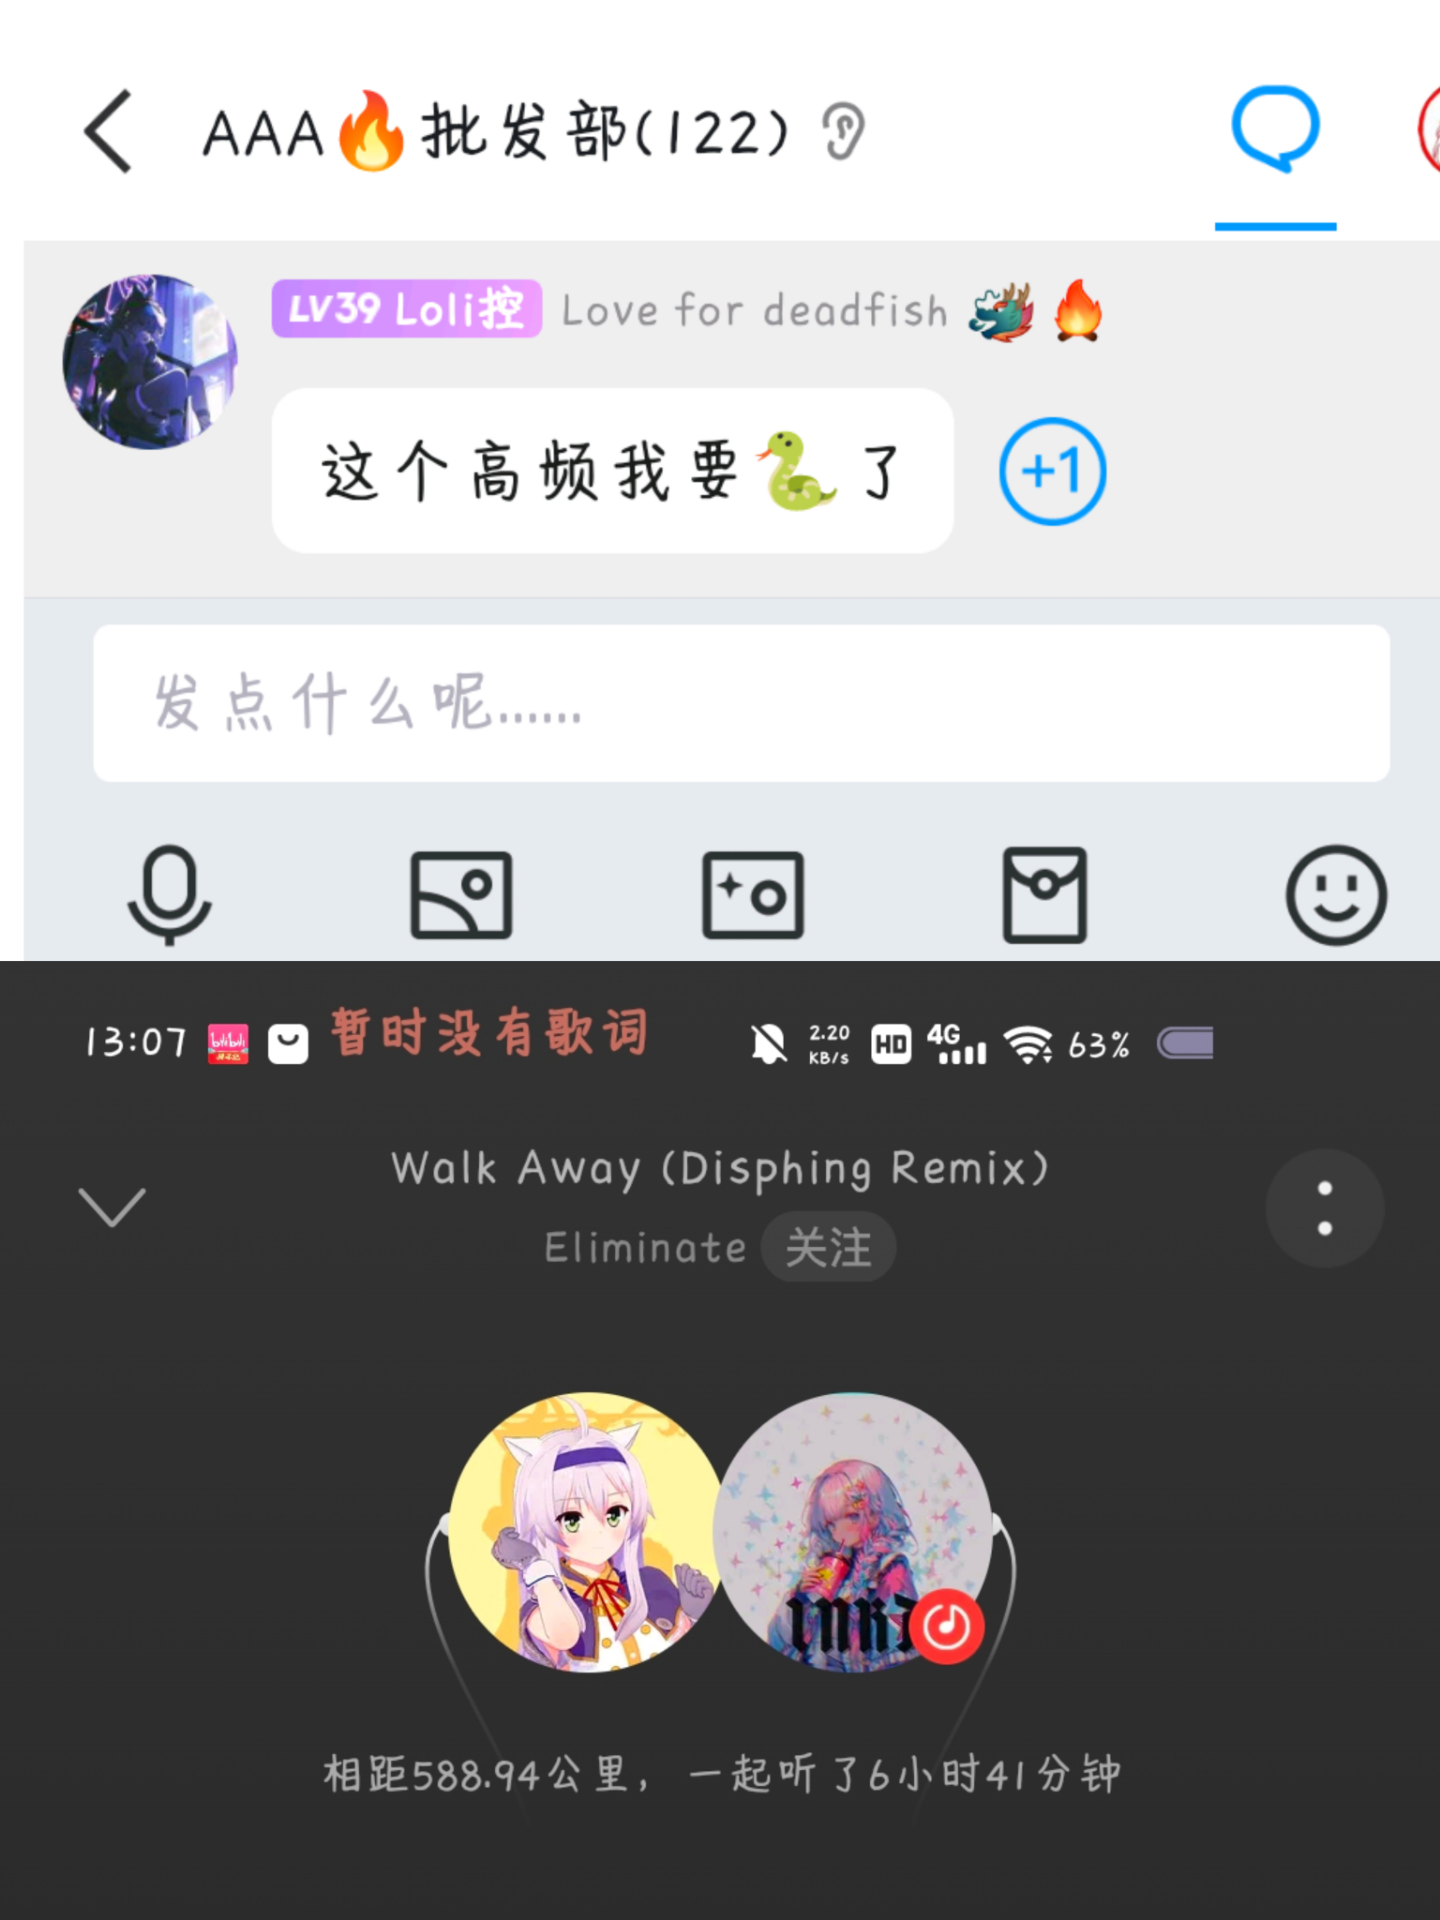 AAA🔥批发部(122)
LV39 Loli控 Love for deadfish 🐉🔥
这个高频我要🐍了
+1
发点什么呢......
13:07 bilibili 暂时没有歌词 2.20 KB/s HD 4G 63%
Walk Away (Disphing Remix)
Eliminate 关注
相距588.94公里，一起听了6小时41分钟